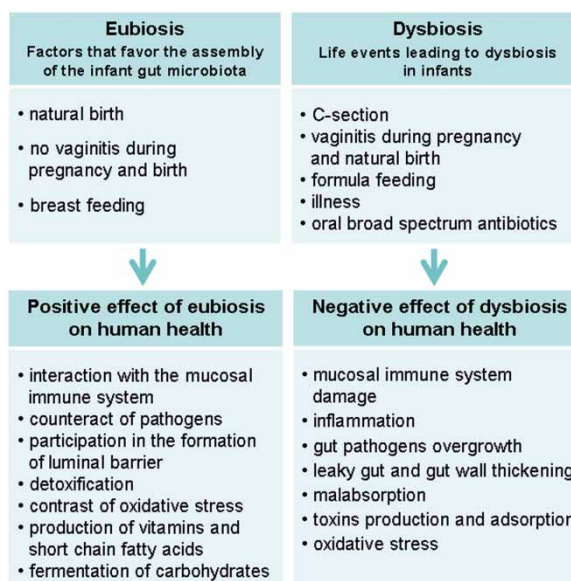 Eubiosis
Factors that favor the assembly
of the infant gut microbiota
• natural birth
• no vaginitis during
pregnancy and birth
• breast feeding
Positive effect of eubiosis
on human health
• interaction with the mucosal
immune system
• counteract of pathogens
• participation in the formation
of luminal barrier
• detoxification
• contrast of oxidative stress
• production of vitamins and
short chain fatty acids
• fermentation of carbohydrates
Dysbiosis
Life events leading to dysbiosis
in infants
• C-section
• vaginitis during pregnancy
and natural birth
• formula feeding
• illness
• oral broad spectrum antibiotics
Negative effect of dysbiosis
on human health
• mucosal immune system
damage
• inflammation
• gut pathogens overgrowth
• leaky gut and gut wall thickening
• malabsorption
• toxins production and adsorption
• oxidative stress